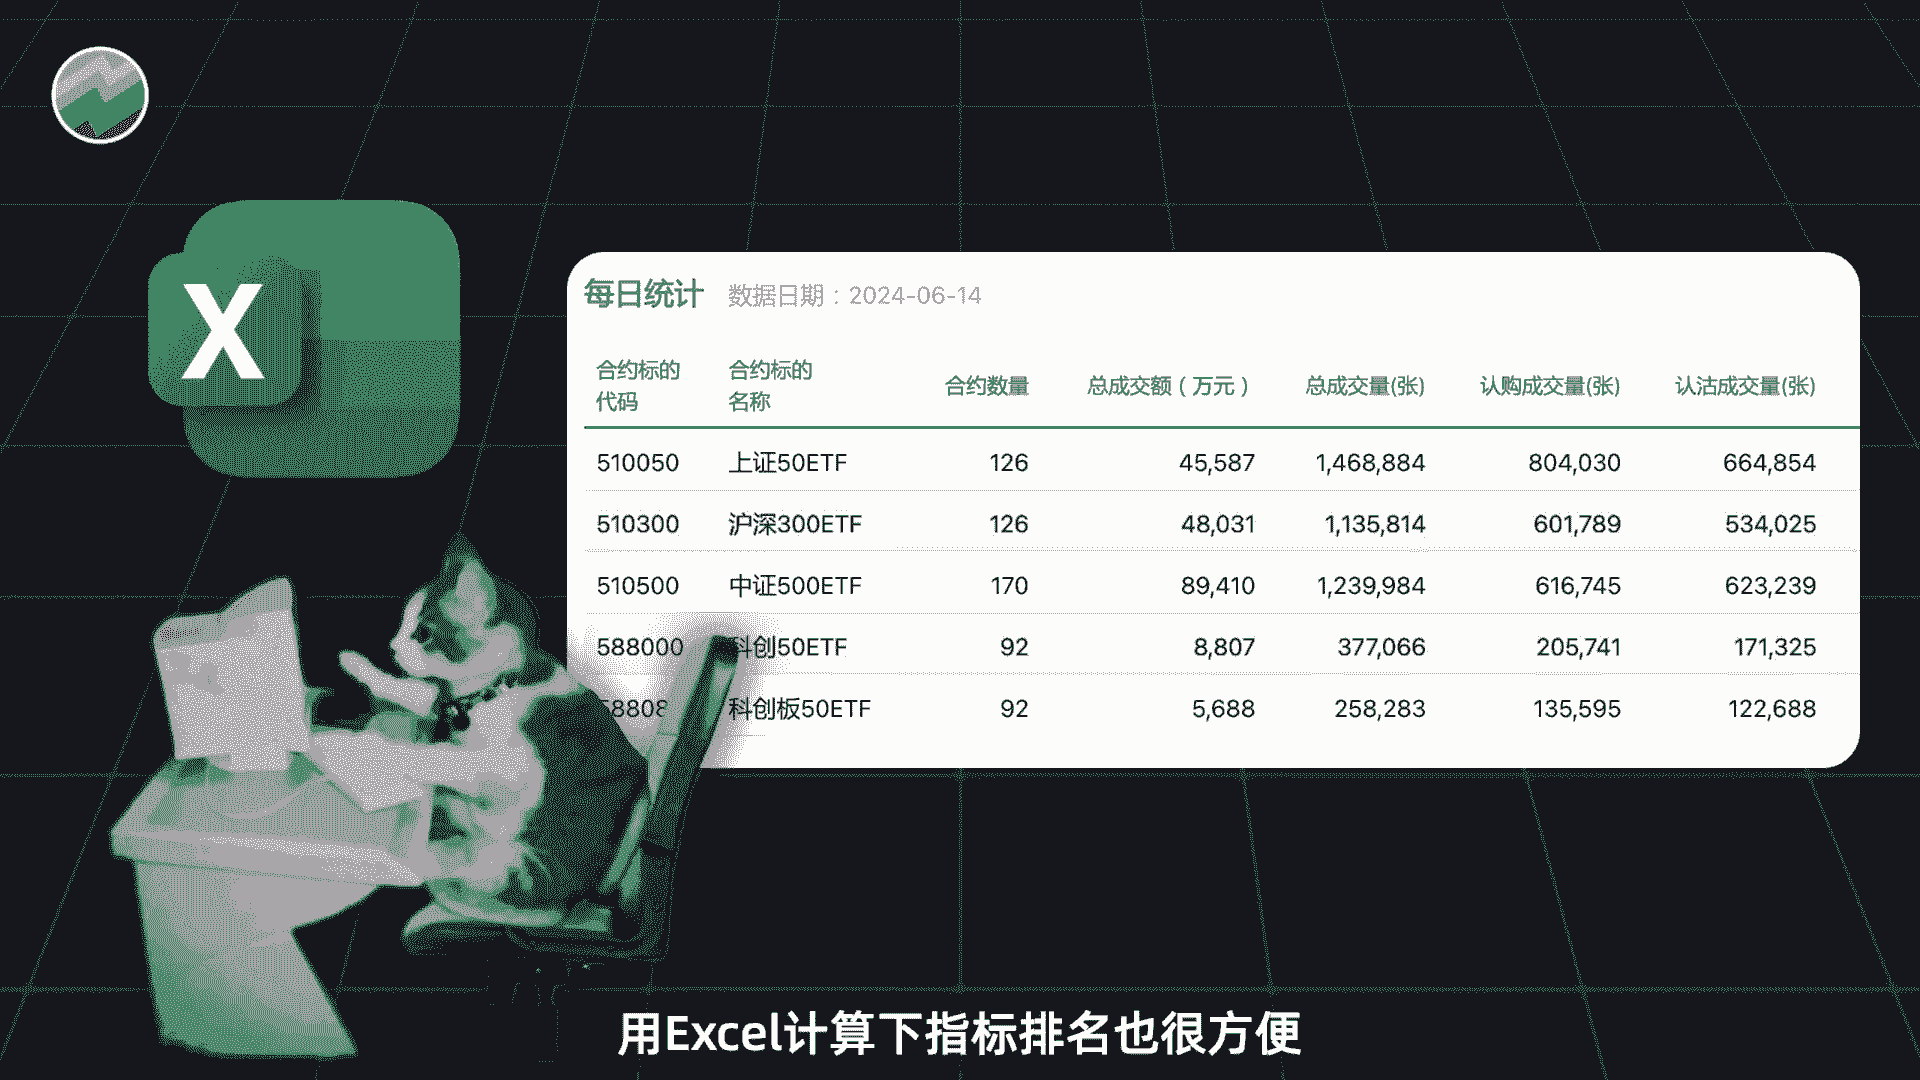 X
每日统计 数据日期：2024-06-14
合约标的代码 合约标的名称 合约数量 总成交额（万元） 总成交量(张) 认购成交量(张) 认沽成交量(张)
510050 上证50ETF 126 45,587 1,468,884 804,030 664,854
510300 沪深300ETF 126 48,031 1,135,814 601,789 534,025
510500 中证500ETF 170 89,410 1,239,984 616,745 623,239
588000 科创50ETF 92 8,807 377,066 205,741 171,325
科创板50ETF 92 5,688 258,283 135,595 122,688
用Excel计算下指标排名也很方便